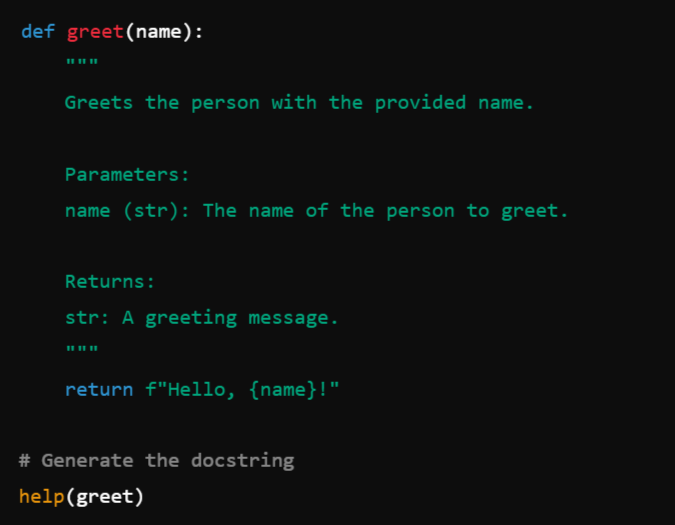 def greet(name):
    """
    Greets the person with the provided name.

    Parameters:
    name (str): The name of the person to greet.

    Returns:
    str: A greeting message.
    """
    return f"Hello, {name}!"

# Generate the docstring
help(greet)